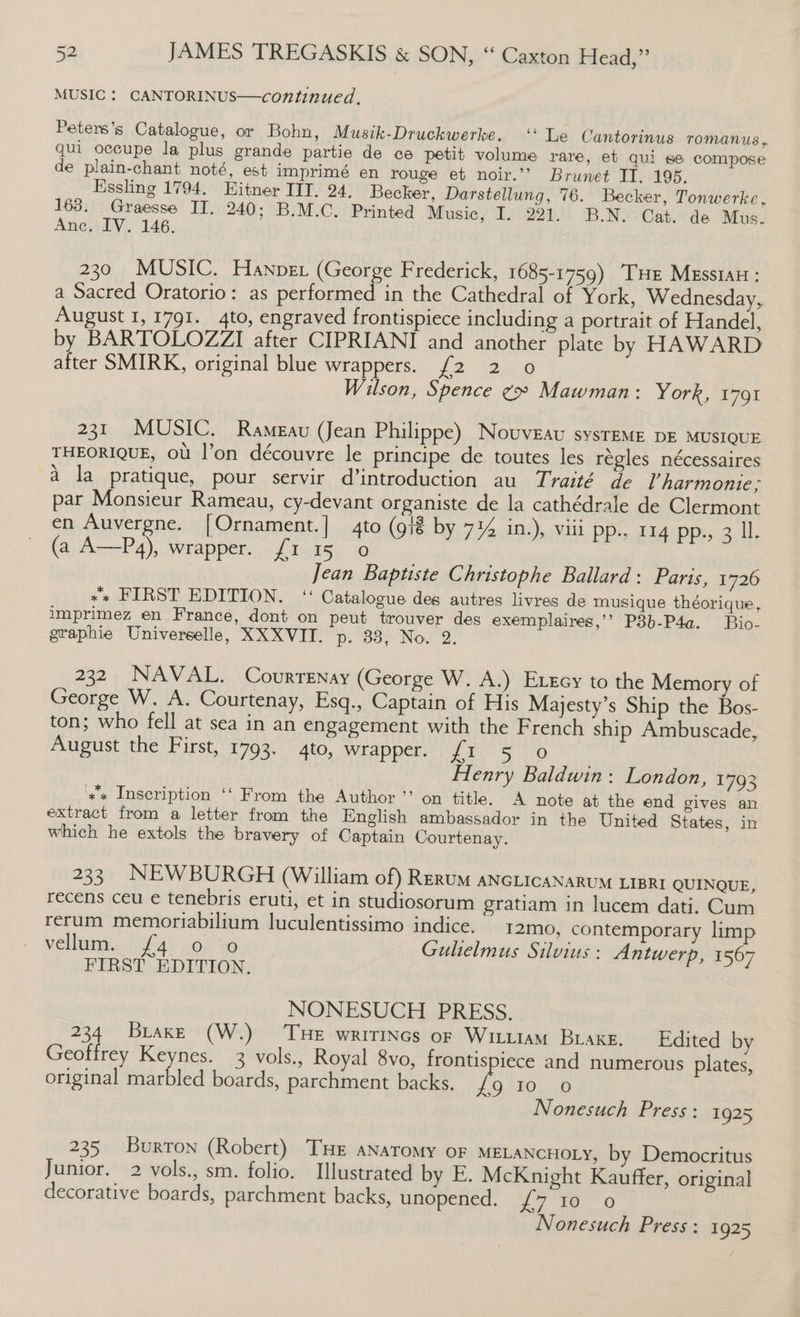 52 JAMES TREGASKIS & SON, “ Caxton Head,”
MUSIC: CANTORINUS—continued.
Peters’s Catalogue, or Bohn, Musik-Druckwerke. ‘‘ Le Cantorinus romanus,
qui occupe la plus grande partie de ce petit volume rare, et qui se compose
de plain-chant noté, est imprimé en rouge et noir.’’ Brunet II. 195.
Essling 1794. Eitner III. 24. Becker, Darstellung, 76. Becker, Tonwerke,
163. Graesse II. 240; B.M.C. Printed Music, I. 221. B.N. Cat. de Mus.
Anc. IV. 146.
230 MUSIC. Handel (George Frederick, 1685-1759) The Messiah:
a Sacred Oratorio: as performed in the Cathedral of York, Wednesday,
August 1, 1791. 4to, engraved frontispiece including a portrait of Handel,
by BARTOLOZZI after CIPRIANI and another plate by HAWARD
after SMIRK, original blue wrappers. £2 2 0
Wilson, Spence & Mawman: York, 1791
231 MUSIC. Rameau (Jean Philippe) Nouveau systeme de musique
theorique, où l’on découvre le principe de toutes les règles nécessaires
à la pratique, pour servir d’introduction au Traité de l’harmonie;
par Monsieur Rameau, cy-devant organiste de la cathédrale de Clermont
en Auvergne. [Ornament.] 4to (9⅞ by 7½ in.), viii pp., 114 pp., 3 ll.
(a A—P4), wrapper. £1 15 0
Jean Baptiste Christophe Ballard: Paris, 1726
*** FIRST EDITION. ‘‘ Catalogue des autres livres de musique théorique,
imprimez en France, dont on peut trouver des exemplaires,’’ P3b-P4a. Bio-
graphie Universelle, XXXVII. p. 33, No. 2.
232 NAVAL. Courtenay (George W. A.) Elegy to the Memory of
George W. A. Courtenay, Esq., Captain of His Majesty’s Ship the Bos-
ton; who fell at sea in an engagement with the French ship Ambuscade,
August the First, 1793. 4to, wrapper. £1 5 0
Henry Baldwin: London, 1793
*** Inscription ‘‘ From the Author ’’ on title. A note at the end gives an
extract from a letter from the English ambassador in the United States, in
which he extols the bravery of Captain Courtenay.
233 NEWBURGH (William of) Rerum anglicanarum libri quinque,
recens ceu e tenebris eruti, et in studiosorum gratiam in lucem dati. Cum
rerum memoriabilium luculentissimo indice. 12mo, contemporary limp
vellum. £4 0 0 Gulielmus Silvius: Antwerp, 1567
FIRST EDITION.
NONESUCH PRESS.
234 Blake (W.) The writings of William Blake. Edited by
Geoffrey Keynes. 3 vols., Royal 8vo, frontispiece and numerous plates,
original marbled boards, parchment backs. £9 10 0
Nonesuch Press: 1925
235 Burton (Robert) The anatomy of melancholy, by Democritus
Junior. 2 vols., sm. folio. Illustrated by E. McKnight Kauffer, original
decorative boards, parchment backs, unopened. £7 10 0
Nonesuch Press: 1925